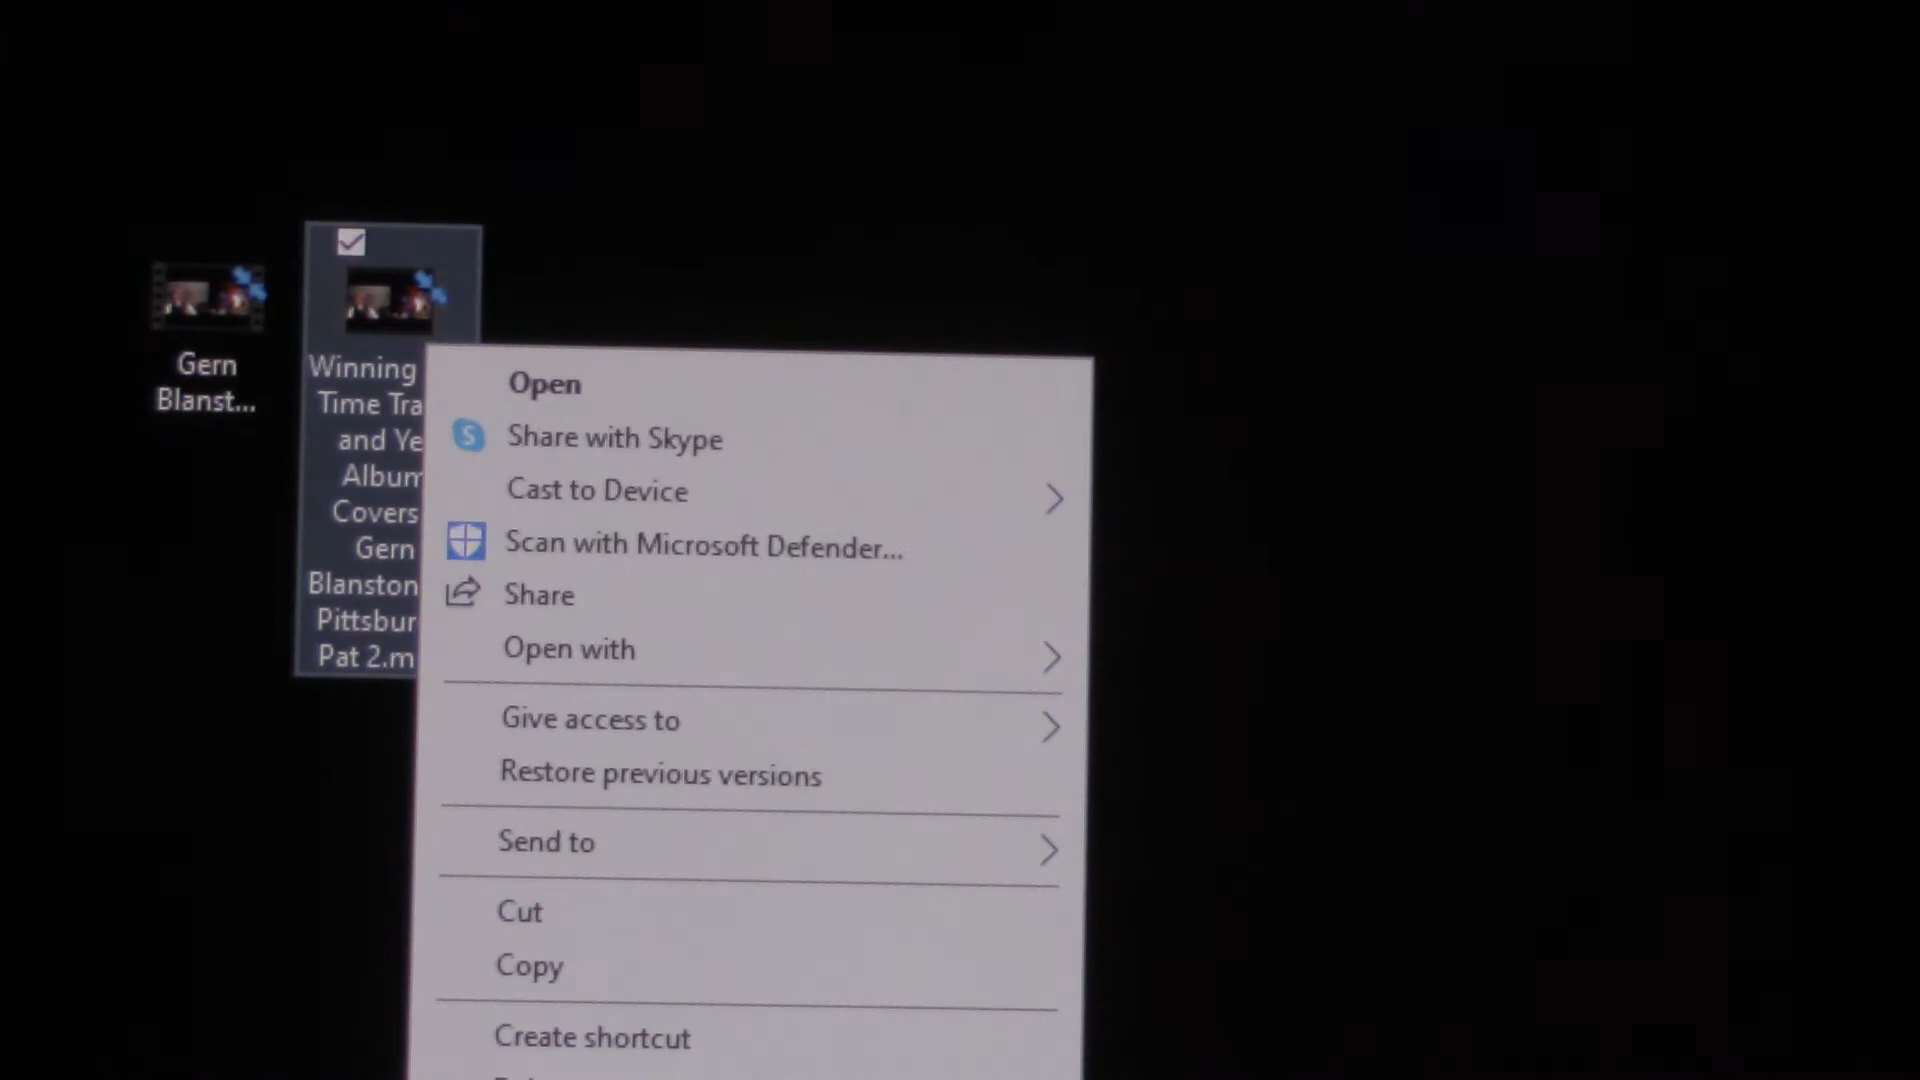 Gern
Blanst...
Winning
Time Tra
and Ye
Album
Covers
Gern
Blanston
Pittsbur
Pat 2.m
Open
Share with Skype
Cast to Device
Scan with Microsoft Defender...
Share
Open with
Give access to
Restore previous versions
Send to
Cut
Copy
Create shortcut